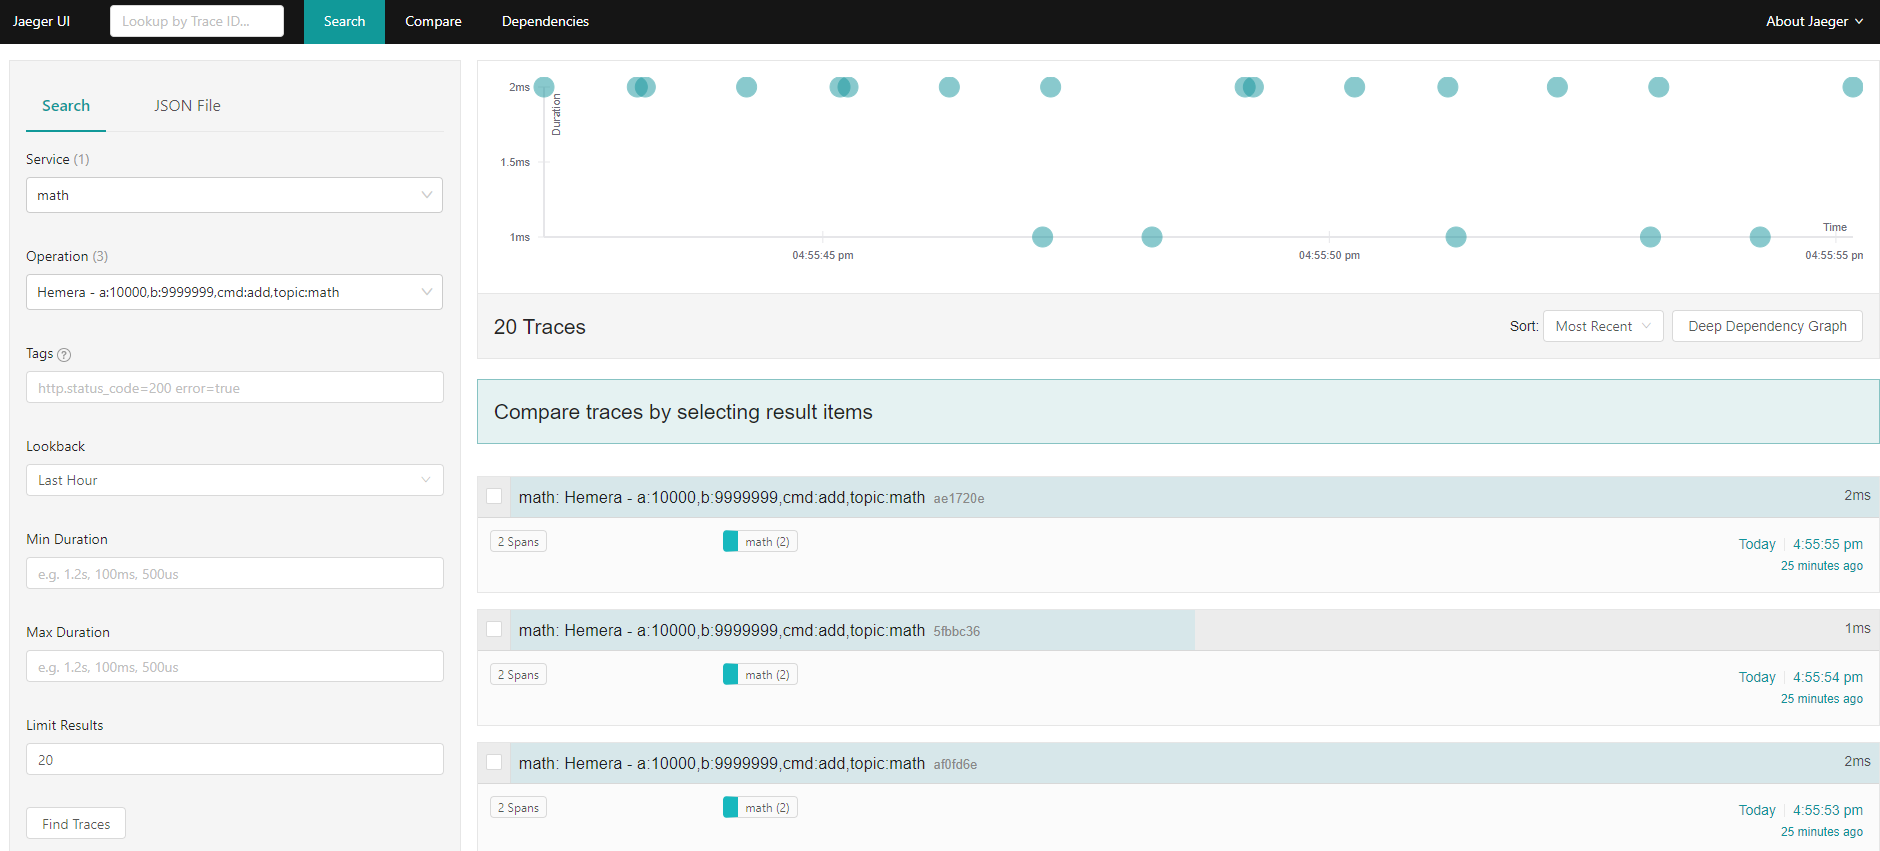 Jaeger UI
Lookup by Trace ID...
Search
Compare
Dependencies
About Jaeger
Search
JSON File
Service (1)
math
Operation (3)
Hemera - a:10000,b:9999999,cmd:add,topic:math
Tags ?
http.status_code=200 error=true
Lookback
Last Hour
Min Duration
e.g. 1.2s, 100ms, 500us
Max Duration
e.g. 1.2s, 100ms, 500us
Limit Results
20
Find Traces
2ms
Duration
1.5ms
1ms
Time
04:55:45 pm
04:55:50 pm
04:55:55 pn
20 Traces
Sort:
Most Recent
Deep Dependency Graph
Compare traces by selecting result items
math: Hemera - a:10000,b:9999999,cmd:add,topic:math ae1720e
2ms
2 Spans
math (2)
Today
4:55:55 pm
25 minutes ago
math: Hemera - a:10000,b:9999999,cmd:add,topic:math 5fbbc36
1ms
2 Spans
math (2)
Today
4:55:54 pm
25 minutes ago
math: Hemera - a:10000,b:9999999,cmd:add,topic:math af0fd6e
2ms
2 Spans
math (2)
Today
4:55:53 pm
25 minutes ago